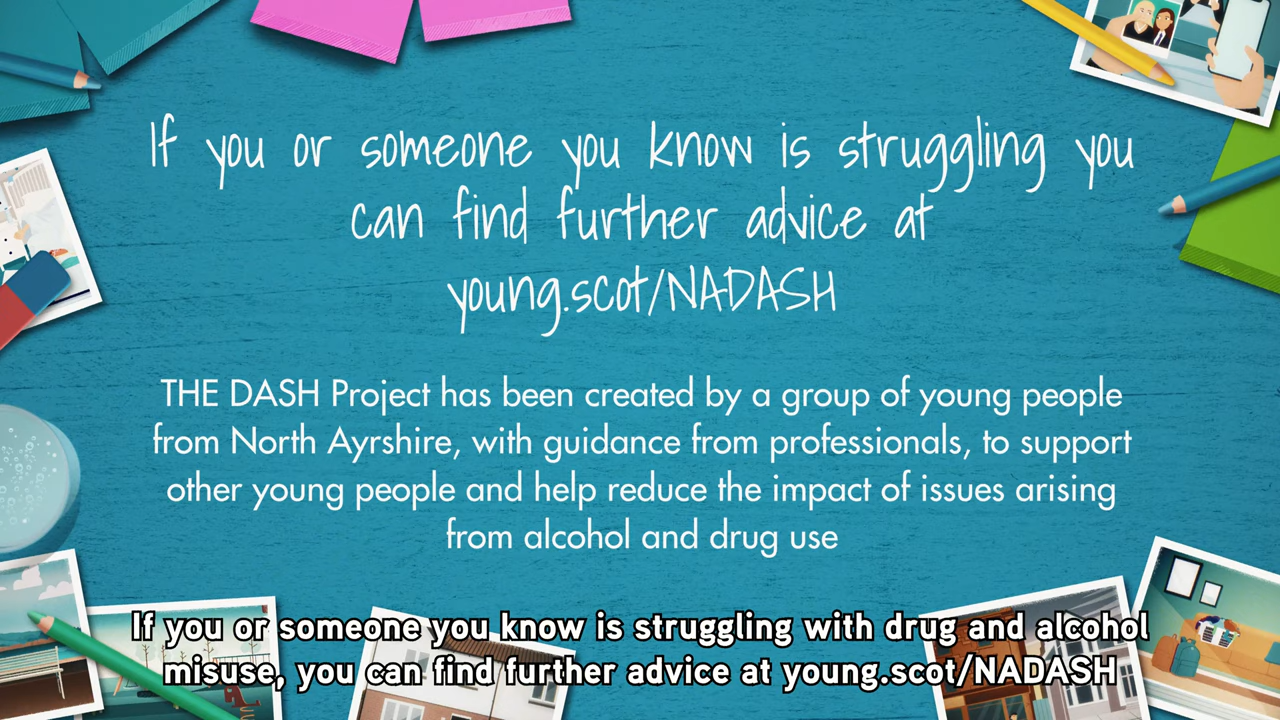 If you or someone you know is struggling you
can find further advice at
young.scot/NADASH
THE DASH Project has been created by a group of young people
from North Ayrshire, with guidance from professionals, to support
other young people and help reduce the impact of issues arising
from alcohol and drug use
If you or someone you know is struggling with drug and alcohol
misuse, you can find further advice at young.scot/NADASH